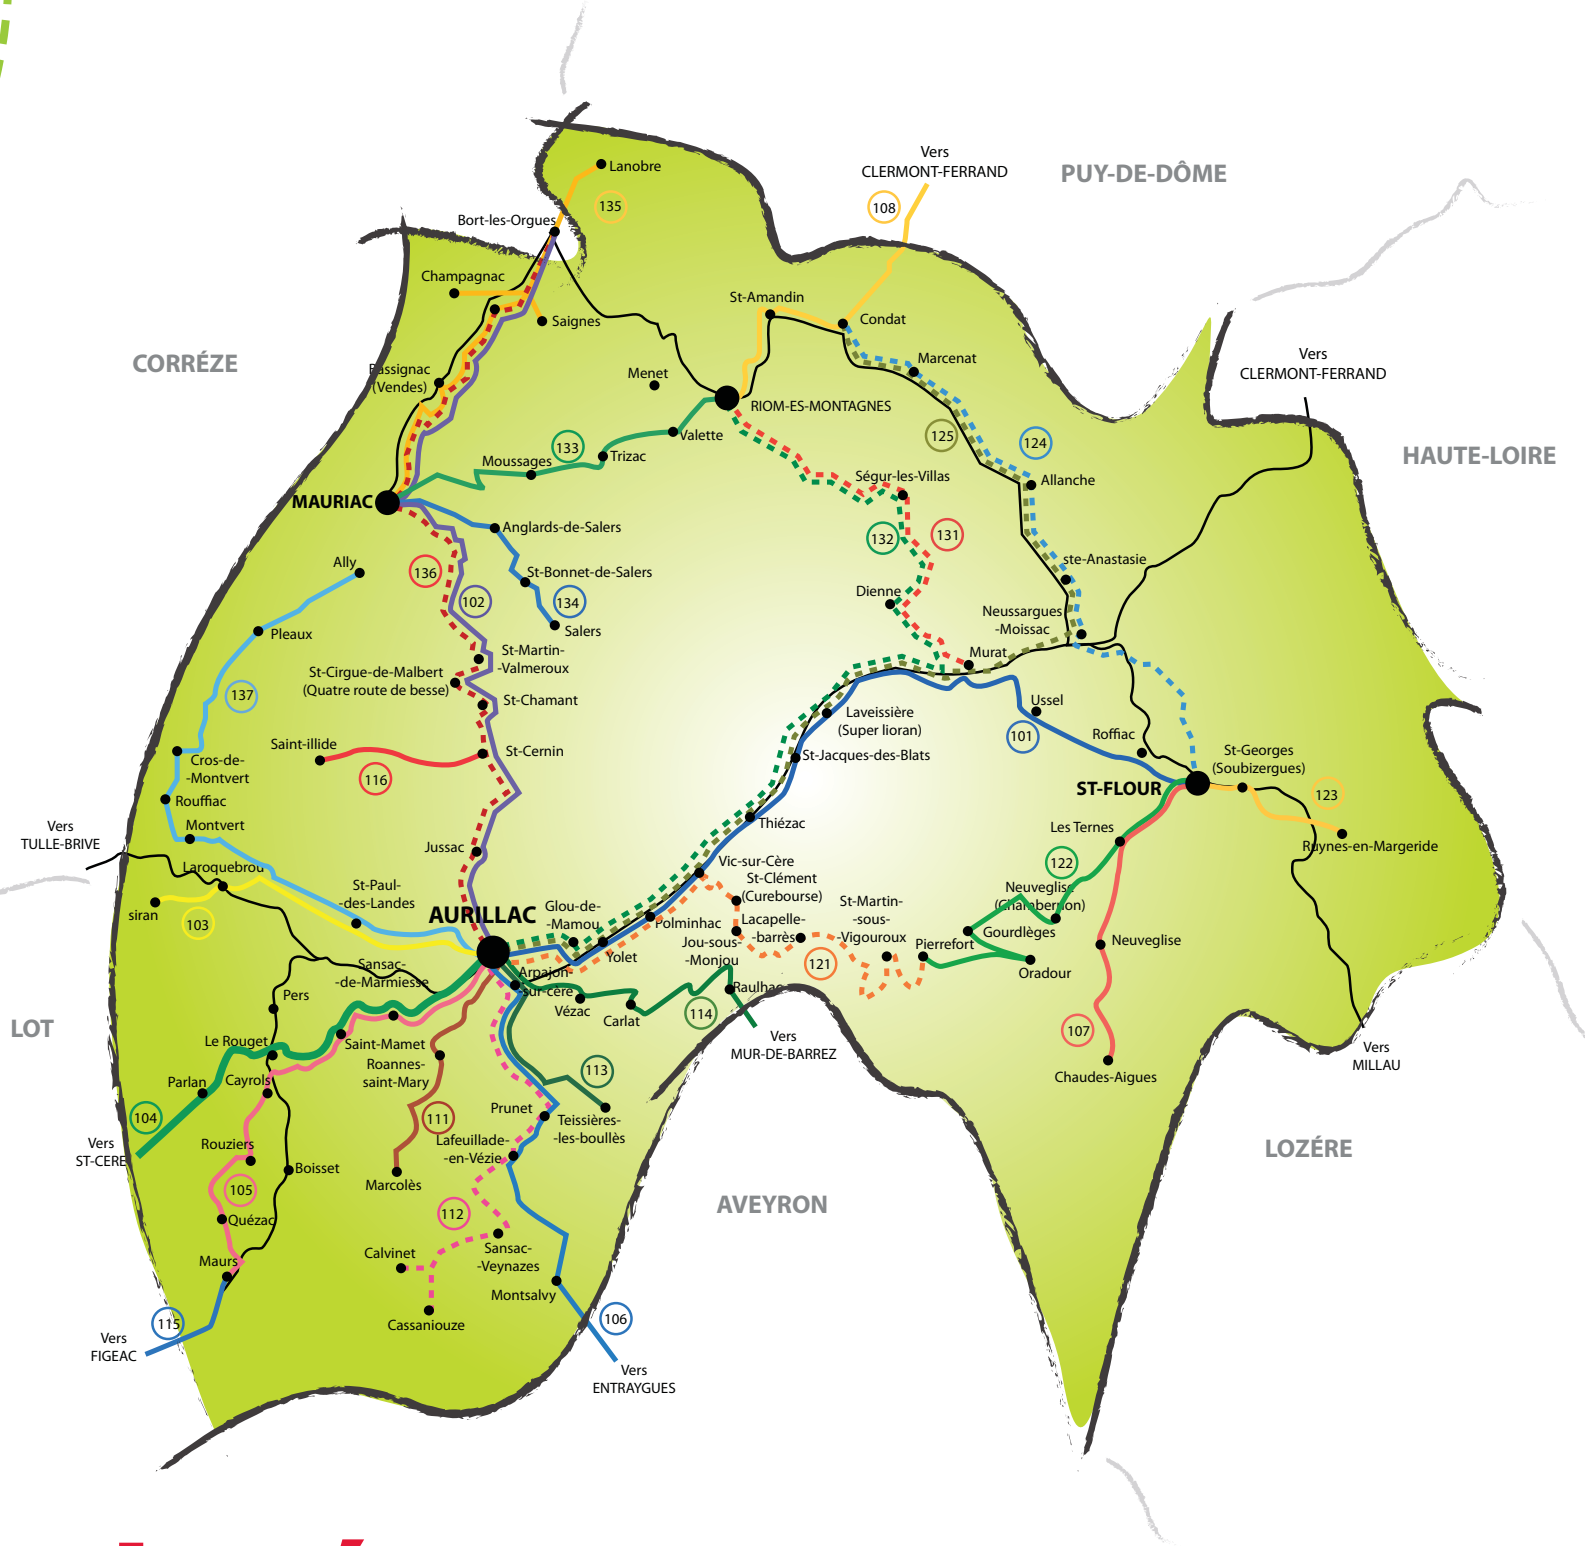 Lanobre
Vers
CLERMONT-FERRAND
PUY-DE-DÔME
135
108
Bort-les-Orgues
Champagnac
St-Amandin
Condat
Saignes
CORRÉZE
Marcenat
Vers
CLERMONT-FERRAND
Bassignac
(Vendes)
Menet
RIOM-ES-MONTAGNES
Valette
125
124
133
Trizac
Moussages
HAUTE-LOIRE
Ségur-les-Villas
Allanche
MAURIAC
Anglards-de-Salers
132
131
ste-Anastasie
Ally
136
St-Bonnet-de-Salers
102
134
Dienne
Neussargues
-Moissac
Pleaux
Salers
St-Martin-
-Valmeroux
Murat
St-Cirgue-de-Malbert
(Quatre route de besse)
137
St-Chamant
Ussel
Laveissière
(Super lioran)
101
Roffiac
Saint-illide
St-Cernin
St-Jacques-des-Blats
St-Georges
(Soubizergues)
Cros-de-
-Montvert
116
ST-FLOUR
123
Rouffiac
Vers
TULLE-BRIVE
Montvert
Thiézac
Les Ternes
Jussac
Ruynes-en-Margeride
Laroquebrou
Vic-sur-Cère
122
St-Clément
(Curebourse)
St-Paul-
-des-Landes
Neuveglise
(Chambernon)
siran
103
AURILLAC
Glou-de-
-Mamou
Polminhac
Lacapelle-
-barrès
St-Martin-
-sous-
-Vigouroux
Gourdlèges
Pierrefort
Neuveglise
Jou-sous-
-Monjou
Yolet
121
Oradour
Sansac-
-de-Marmiesse
Arpajon-
-sur-cère
Raulhac
Pers
Vézac
Carlat
114
LOT
Le Rouget
Saint-Mamet
107
Vers
MUR-DE-BARREZ
Vers
MILLAU
Roannes-
saint-Mary
113
Parlan
Cayrols
Chaudes-Aigues
104
111
Prunet
Teissières-
-les-boullès
Vers
ST-CERE
Rouziers
Lafeuillade-
-en-Vézie
LOZÉRE
Boisset
Marcolès
105
AVEYRON
Quézac
112
Maurs
Calvinet
Sansac-
-Veynazes
Montsalvy
115
Cassaniouze
106
Vers
FIGEAC
Vers
ENTRAYGUES